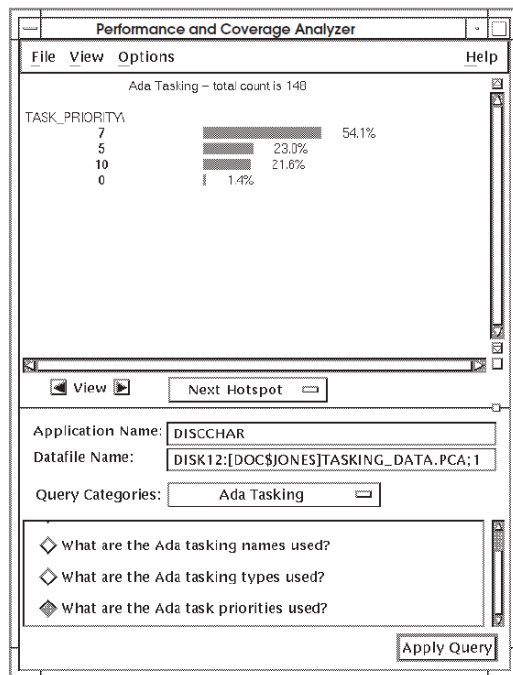 Performance and Coverage Analyzer
File View Options Help
Ada Tasking - total count is 148
TASK_PRIORITY\
7 54.1%
5 23.0%
10 21.6%
0 1.4%
View Next Hotspot
Application Name: DISCCHAR
Datafile Name: DISK12:[DOC$JONES]TASKING_DATA.PCA;1
Query Categories: Ada Tasking
What are the Ada tasking names used?
What are the Ada tasking types used?
What are the Ada task priorities used?
Apply Query